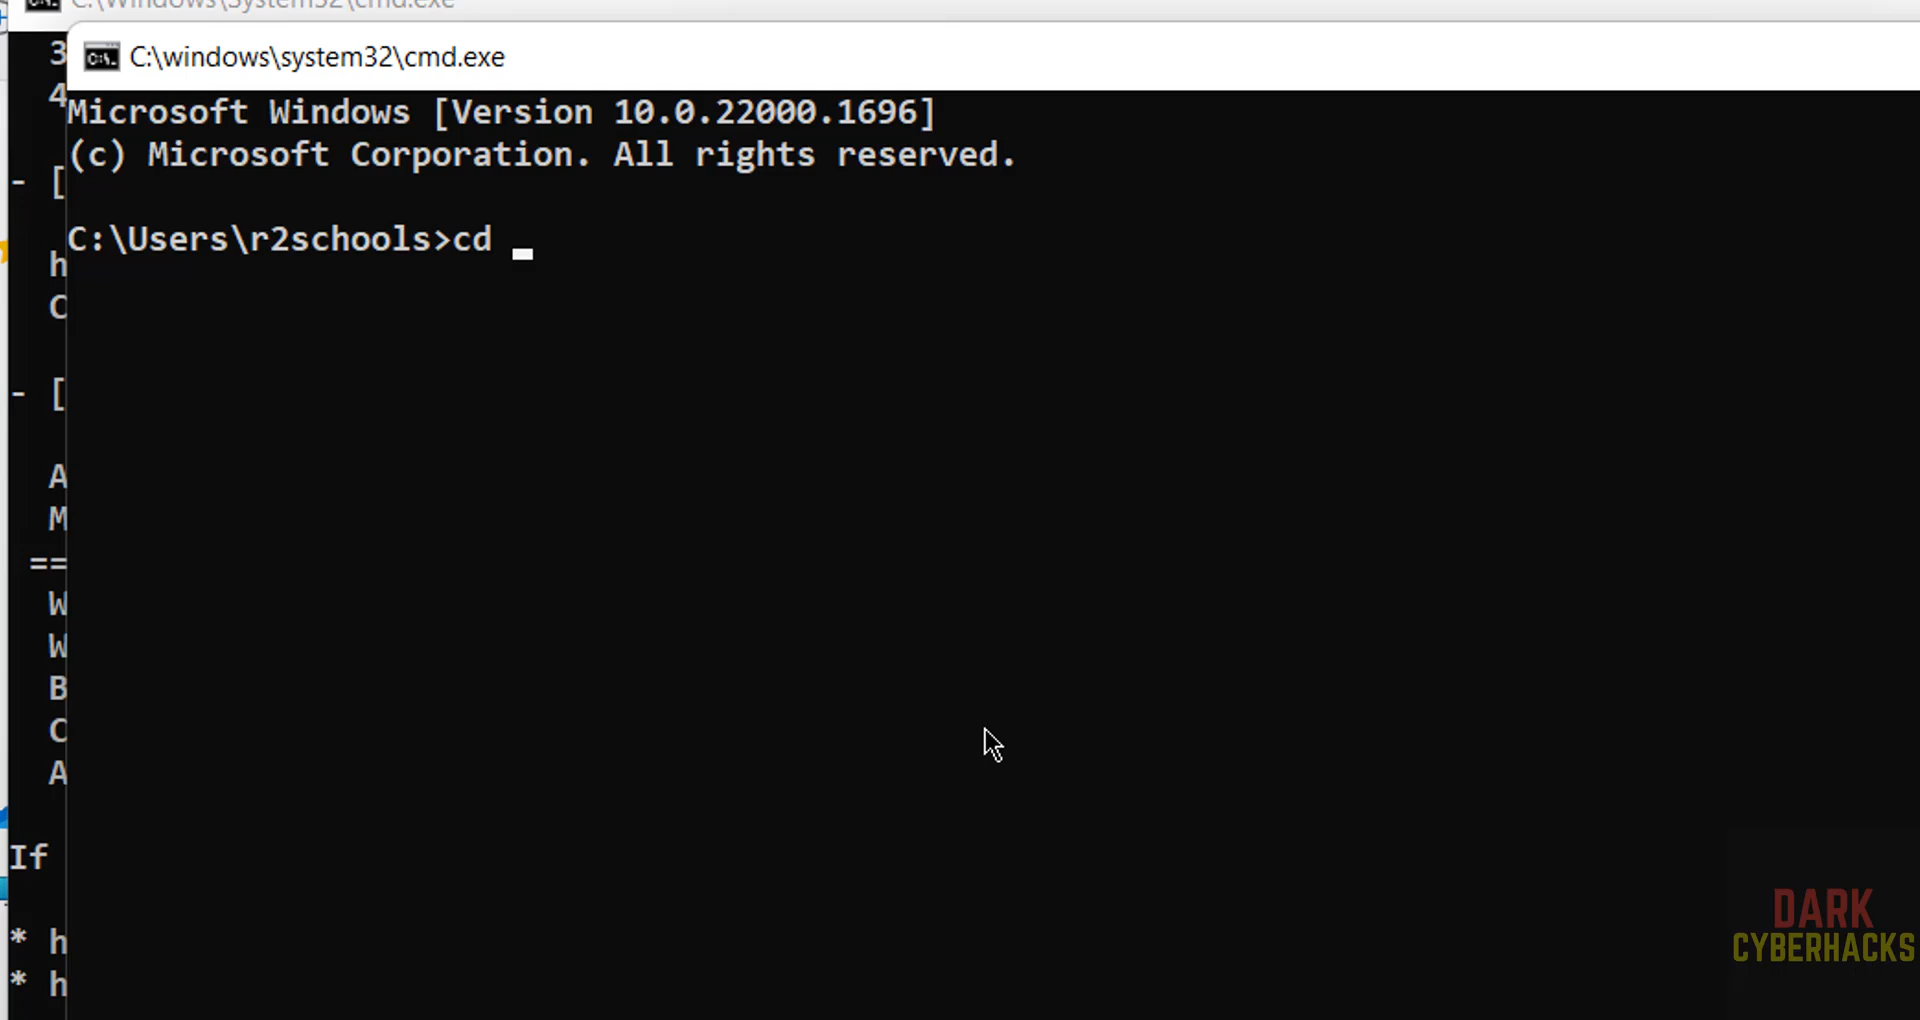 C:\Windows\System32\cmd.exe
C:\windows\system32\cmd.exe
3
4
Microsoft Windows [Version 10.0.22000.1696]
(c) Microsoft Corporation. All rights reserved.
- [
C:\Users\r2schools>cd
h
C
- [
A
M
==
W
W
B
C
A
If
* h
* h
DARK
CYBERHACKS